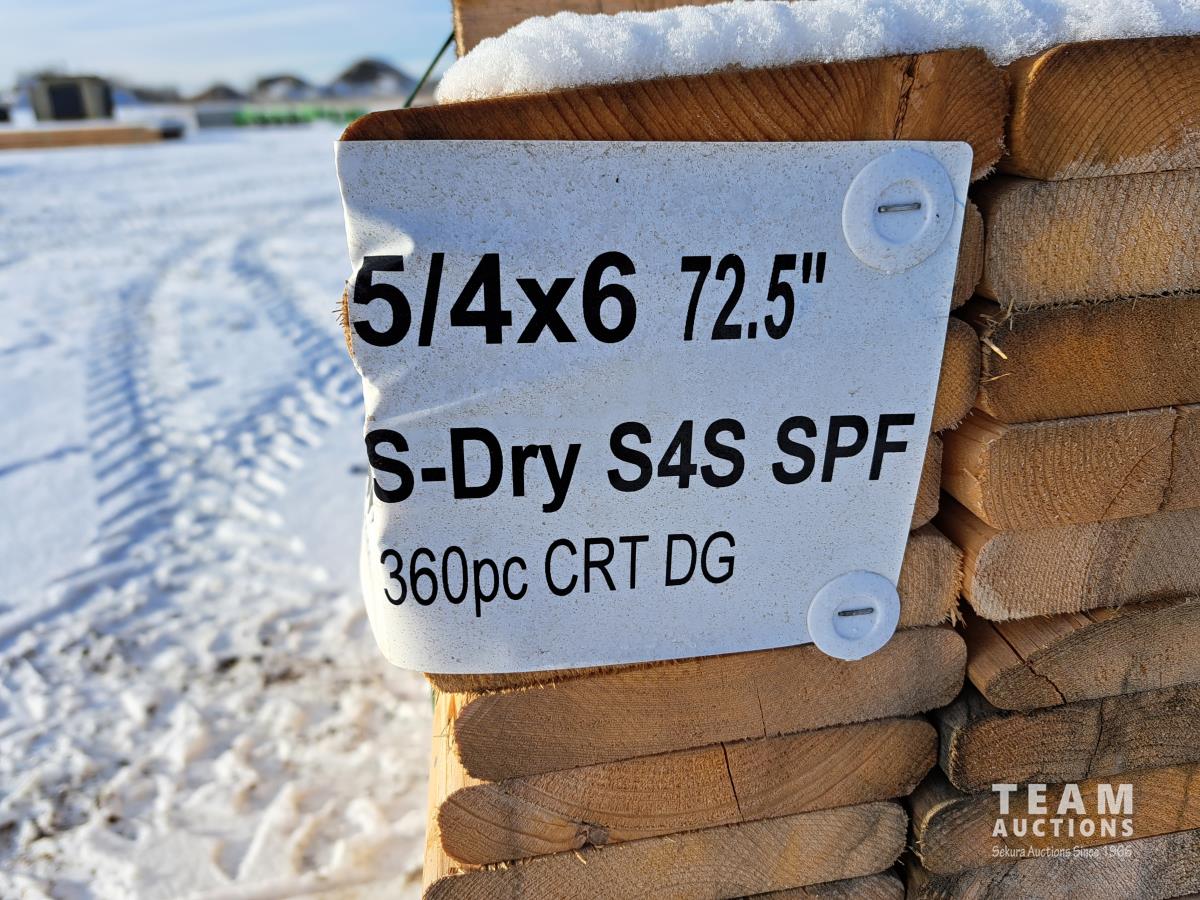 5/4x6 72.5"
S-Dry S4S SPF
360pc CRT DG
TEAM
AUCTIONS
Sekura Auctions Since 1966